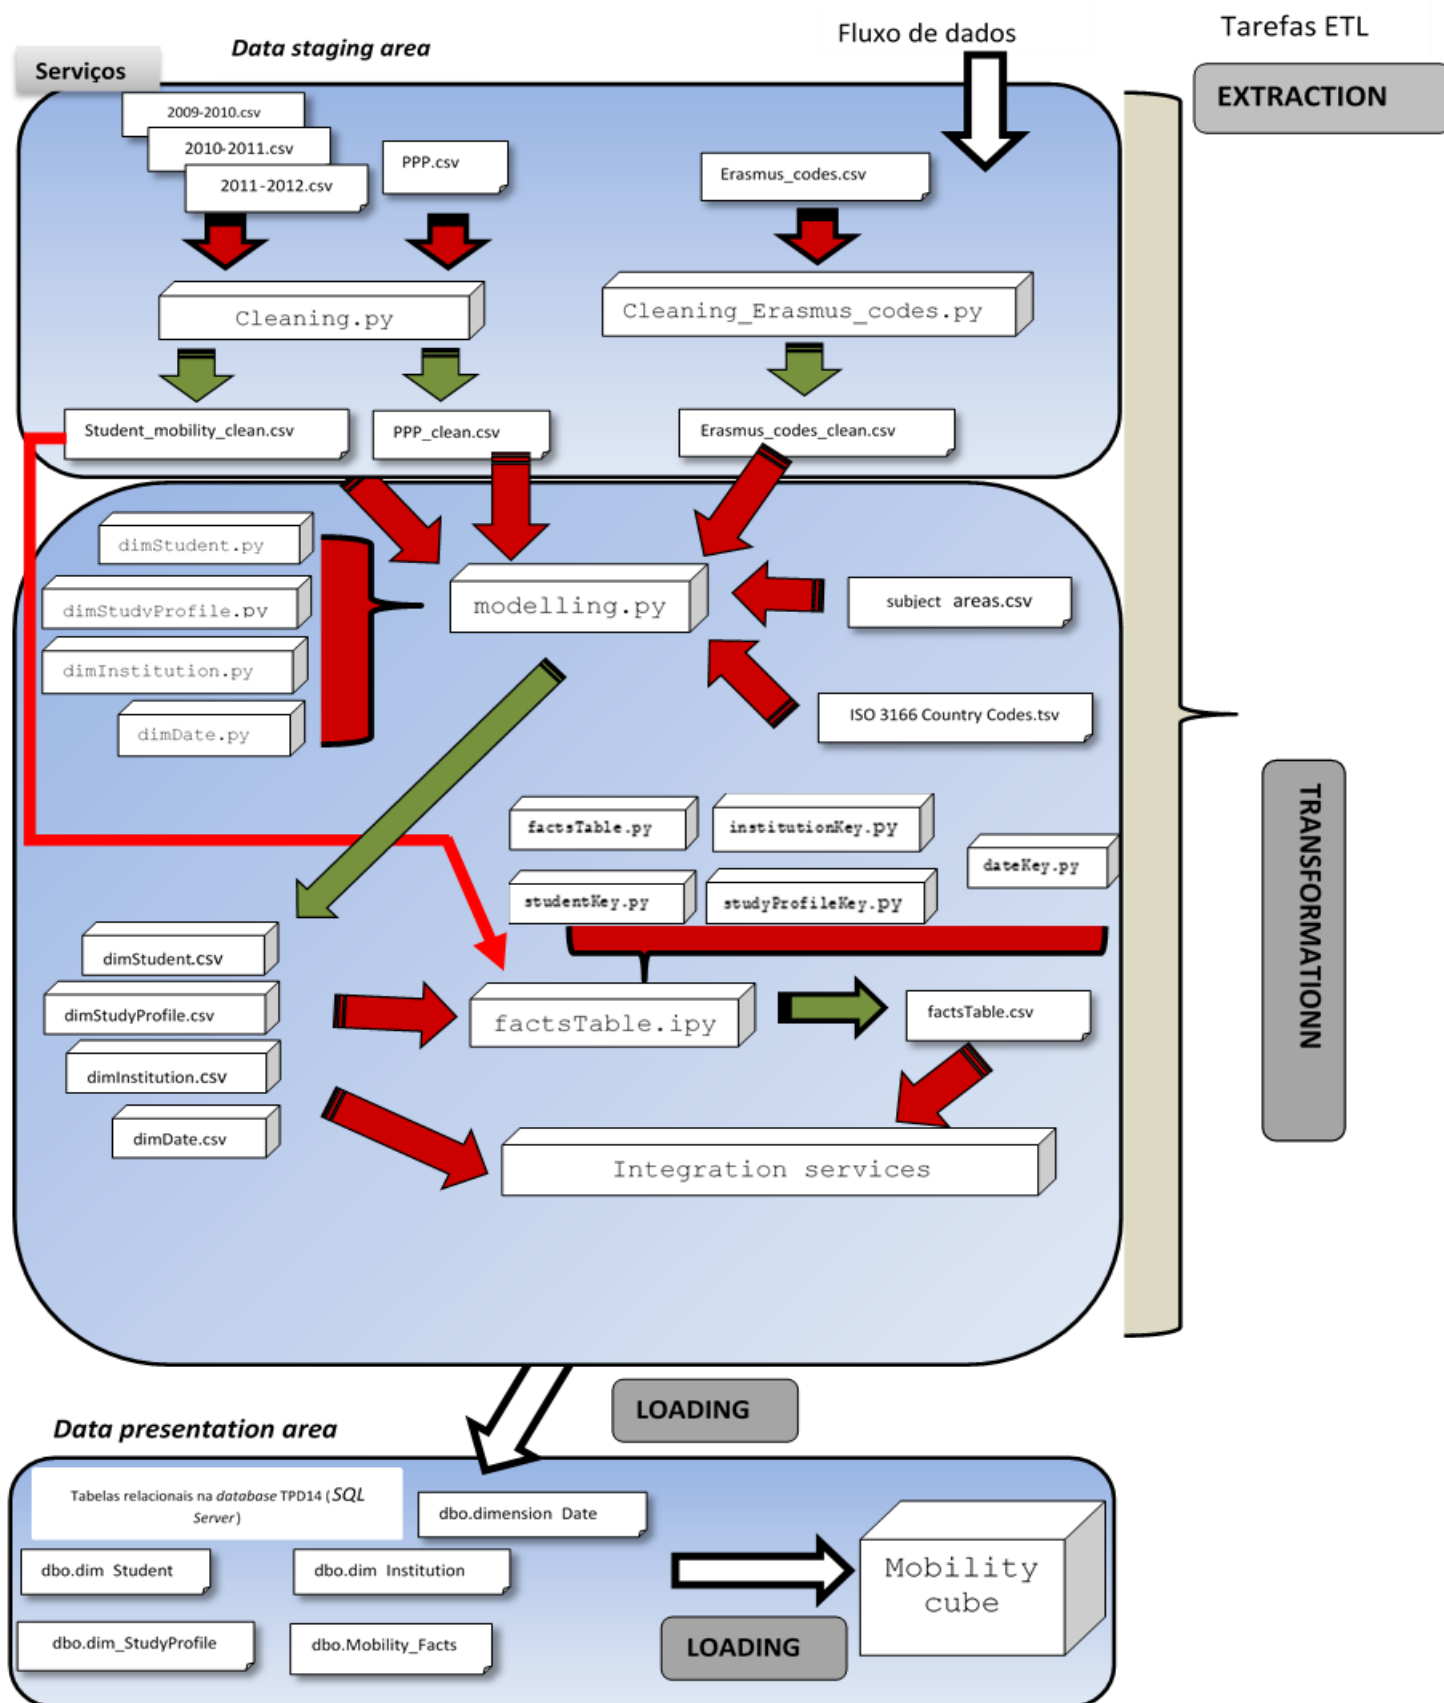 Data staging area
Fluxo de dados
Tarefas ETL
Serviços
EXTRACTION
2009-2010.csv
2010-2011.csv
2011-2012.csv
PPP.csv
Erasmus_codes.csv
Cleaning.py
Cleaning_Erasmus_codes.py
Student_mobility_clean.csv
PPP_clean.csv
Erasmus_codes_clean.csv
dimStudent.py
dimStudyProfile.py
dimInstitution.py
dimDate.py
modelling.py
subject areas.csv
ISO 3166 Country Codes.tsv
TRANSFORMATIONN
factsTable.py
institutionKey.py
dateKey.py
studentKey.py
studyProfileKey.py
dimStudent.csv
dimStudyProfile.csv
dimInstitution.csv
dimDate.csv
factsTable.ipy
factsTable.csv
Integration services
LOADING
Data presentation area
Tabelas relacionais na database TPD14 ( SQL
Server )
dbo.dimension Date
dbo.dim Student
dbo.dim Institution
dbo.dim_StudyProfile
dbo.Mobility_Facts
LOADING
Mobility
cube